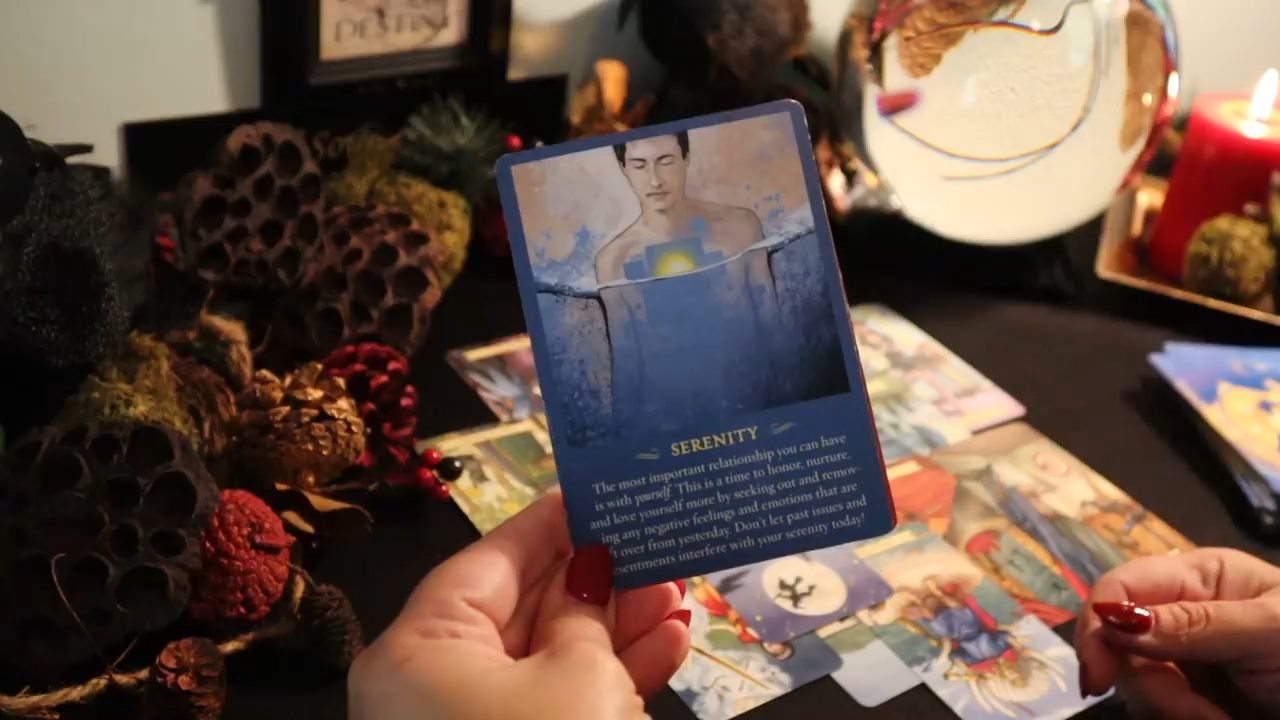 DESTINY
SERENITY
The most important relationship you can have
is with yourself. This is a time to honor, nurture,
and love yourself more by seeking out and remov-
ing any negative feelings and emotions that are
t over from yesterday. Don't let past issues and
sentments interfere with your serenity today!